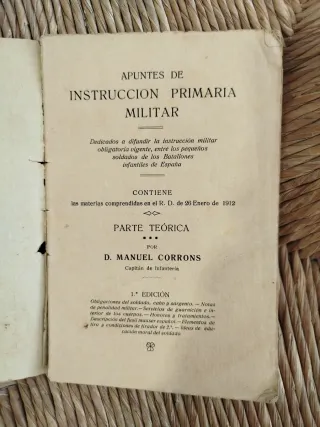 APUNTES DE
INSTRUCCION PRIMARIA
MILITAR
Dedicados a difundir la instrucción militar
obligatoria vigente, entre los pequeños
soldados de los Batallones
infantiles de España
CONTIENE
las materias comprendidas en el R. D. de 20 Enero de 1912
PARTE TEÓRICA
POR
D. MANUEL CORRONS
Capitán de Infantería
1.ª EDICIÓN
Obligaciones del soldado, cabo y sargento.—Notas
de penalidad militar.—Servicios de guarnición e in-
terior de los cuerpos.—Honores y tratamientos.—
Descripción del fusil mauser español.—Elementos de
tiro y condiciones de tirador de 2.ª.—Ideas de edu-
cación moral del soldado.